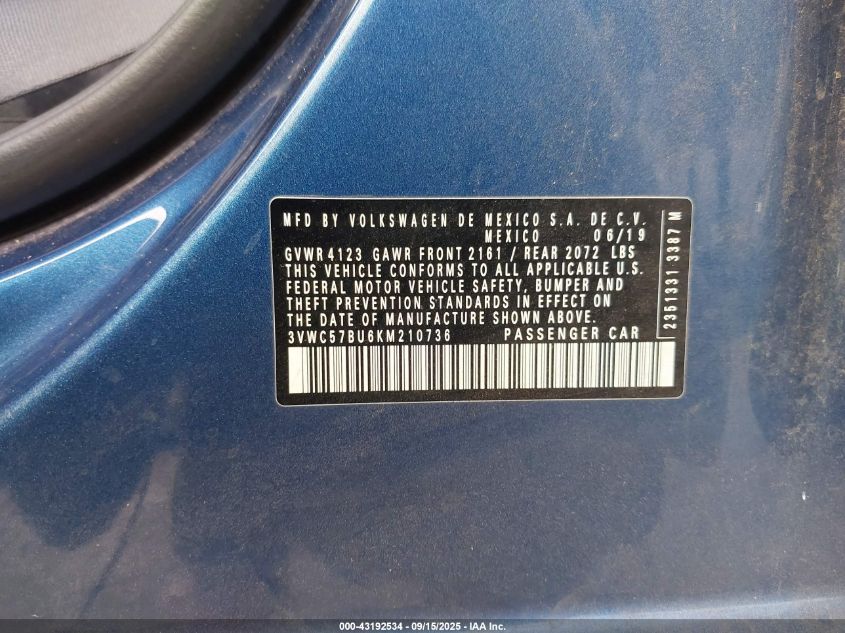 MFD BY VOLKSWAGEN DE MEXICO S.A. DE C.V.
MEXICO 06/19
GVWR 4123 GAWR FRONT 2161 / REAR 2072 LBS
THIS VEHICLE CONFORMS TO ALL APPLICABLE U.S.
FEDERAL MOTOR VEHICLE SAFETY, BUMPER AND
THEFT PREVENTION STANDARDS IN EFFECT ON
THE DATE OF MANUFACTURE SHOWN ABOVE.
3VWC57BU6KM210736 PASSENGER CAR
2351331 3387 M
000-43192534 - 09/15/2025 - IAA Inc.